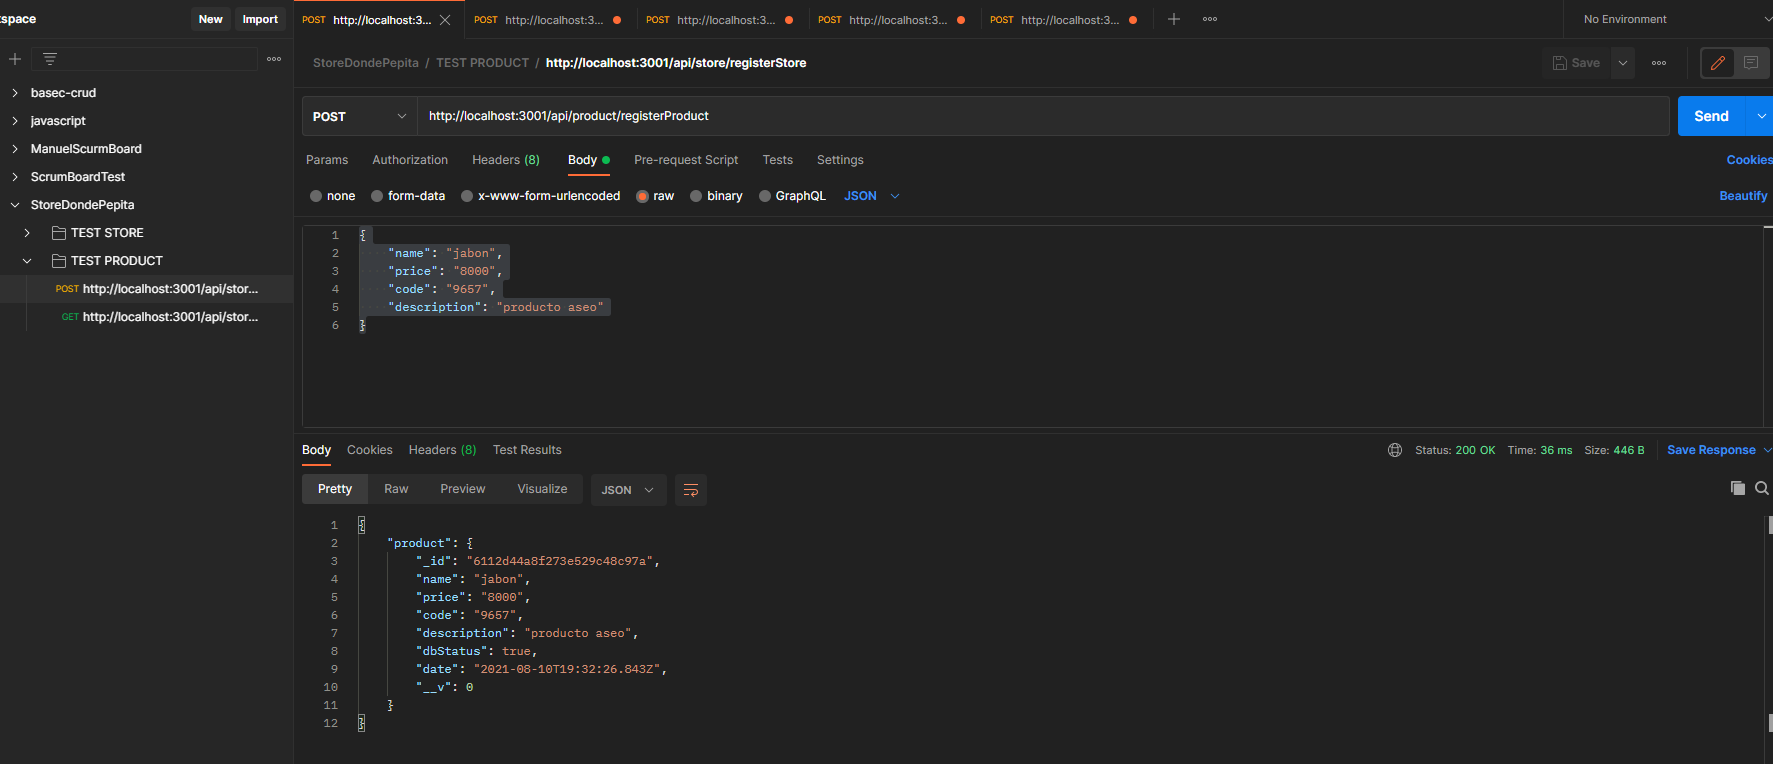 tspace New Import
POST http://localhost:3... POST http://localhost:3... POST http://localhost:3... POST http://localhost:3... POST http://localhost:3... No Environment
StoreDondePepita / TEST PRODUCT / http://localhost:3001/api/store/registerStore Save
basec-crud
javascript
ManuelScurmBoard
ScrumBoardTest
StoreDondePepita
TEST STORE
TEST PRODUCT
POST http://localhost:3001/api/stor...
GET http://localhost:3001/api/stor...
POST http://localhost:3001/api/product/registerProduct Send
Params Authorization Headers (8) Body Pre-request Script Tests Settings Cookies
none form-data x-www-form-urlencoded raw binary GraphQL JSON Beautify
1 {
2 "name": "jabon",
3 "price": "8000",
4 "code": "9657",
5 "description": "producto aseo"
6 }
Body Cookies Headers (8) Test Results Status: 200 OK Time: 36 ms Size: 446 B Save Response
Pretty Raw Preview Visualize JSON
1 {
2 "product": {
3 "_id": "6112d44a8f273e529c48c97a",
4 "name": "jabon",
5 "price": "8000",
6 "code": "9657",
7 "description": "producto aseo",
8 "dbStatus": true,
9 "date": "2021-08-10T19:32:26.843Z",
10 "__v": 0
11 }
12 }